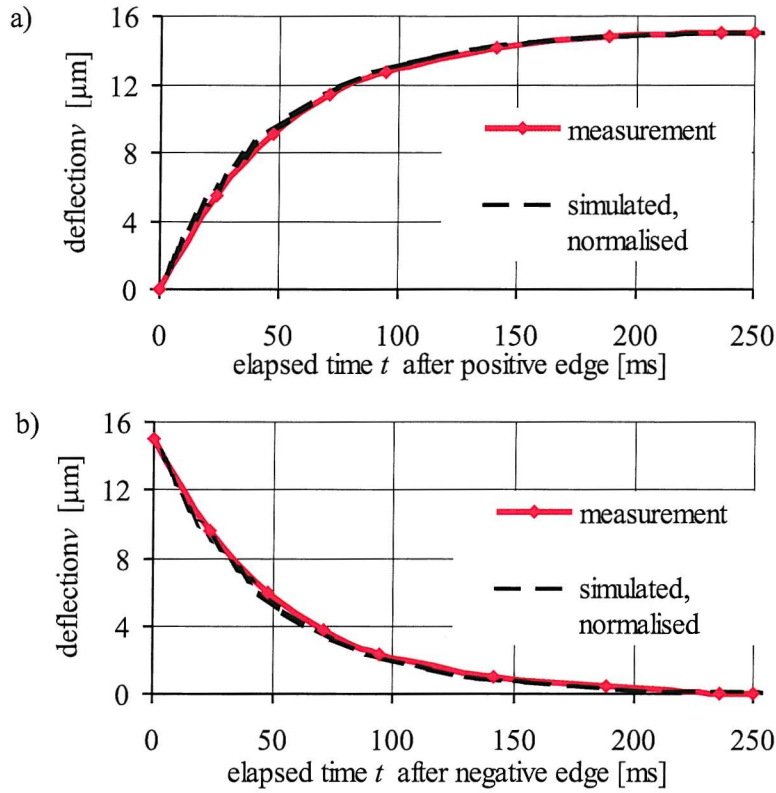 a)
deflectionv [µm]
16
12
8
4
0
measurement
simulated,
normalised
0 50 100 150 200 250
elapsed time t after positive edge [ms]
b)
deflectionv [µm]
16
12
8
4
0
measurement
simulated,
normalised
0 50 100 150 200 250
elapsed time t after negative edge [ms]